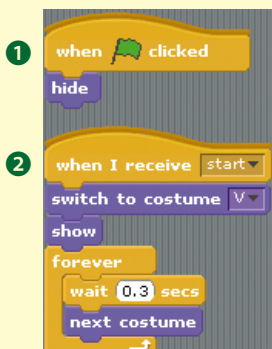 1 when clicked
hide
2 when I receive start
switch to costume V
show
forever
wait 0.3 secs
next costume